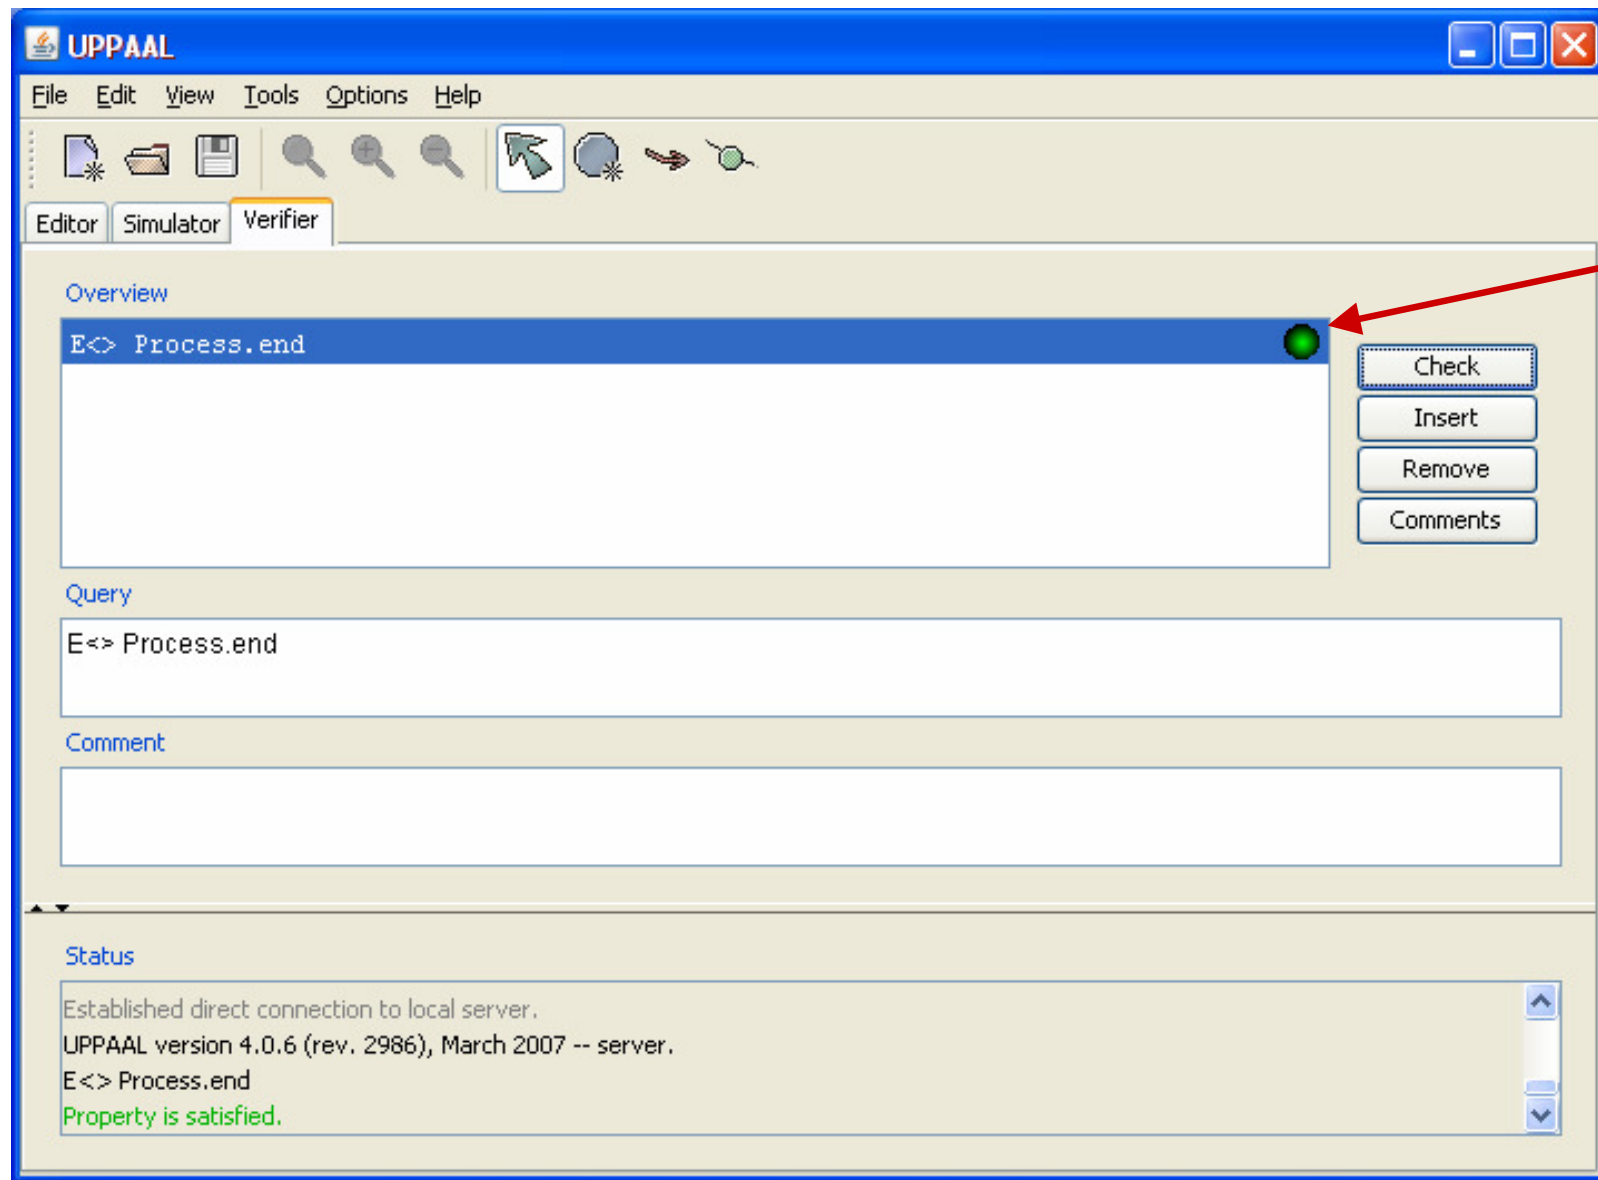 UPPAAL
File Edit View Tools Options Help
Editor Simulator Verifier
Overview
E<> Process.end
Check
Insert
Remove
Comments
Query
E<> Process.end
Comment
Status
Established direct connection to local server.
UPPAAL version 4.0.6 (rev. 2986), March 2007 -- server.
E<> Process.end
Property is satisfied.